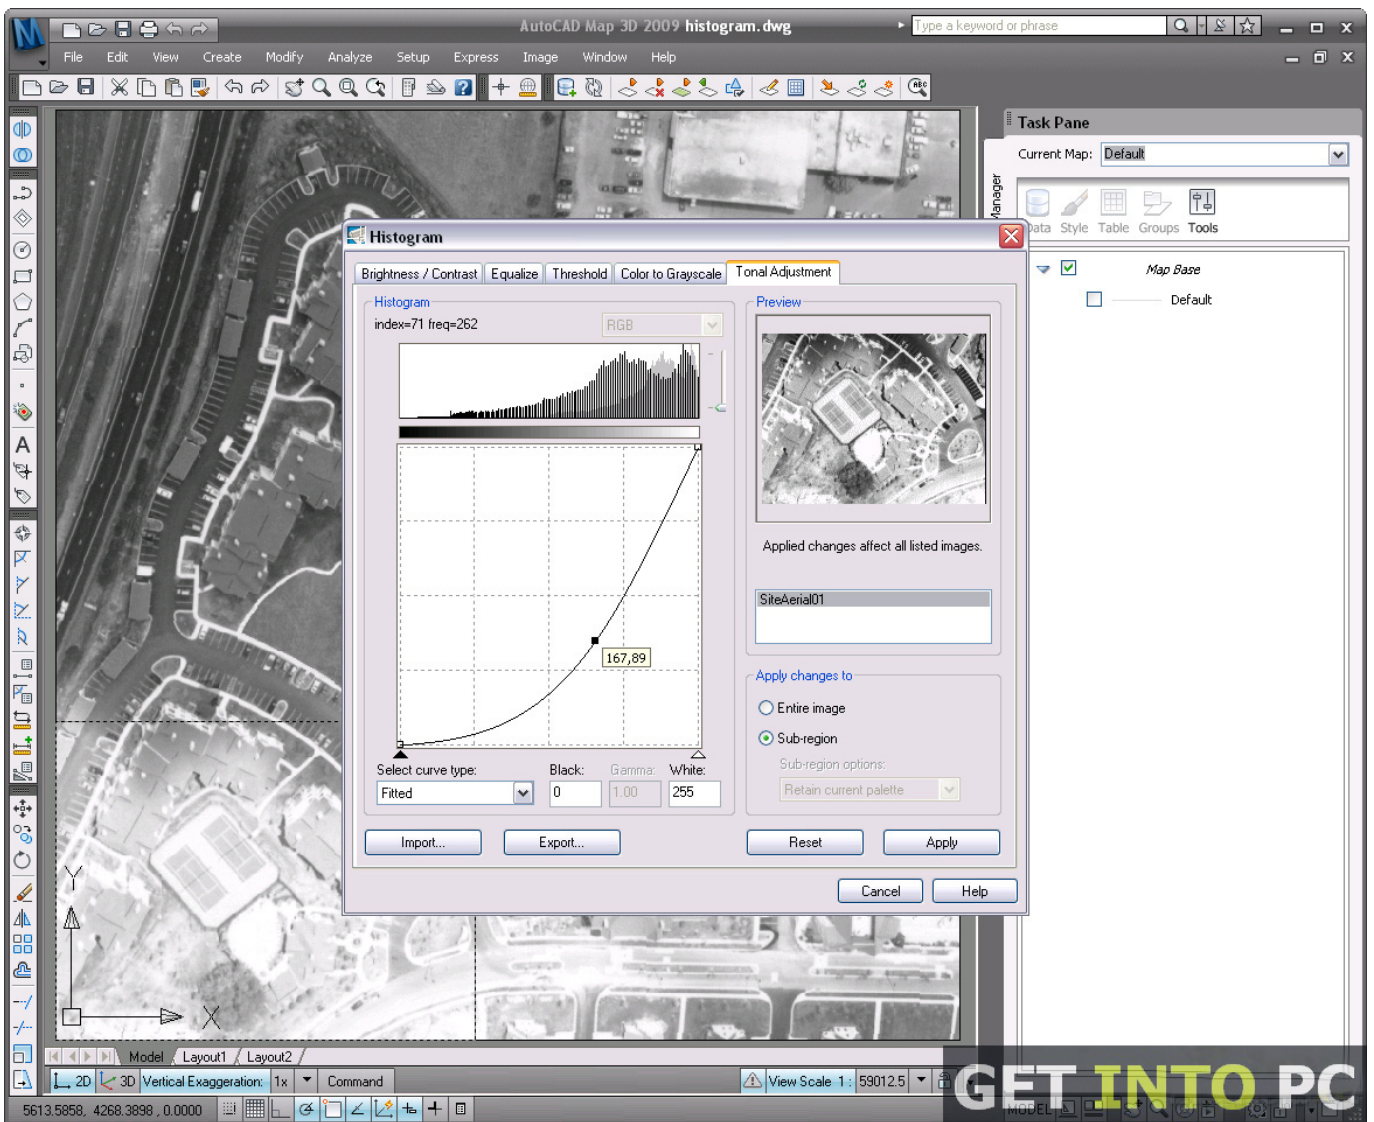 AutoCAD Map 3D 2009 histogram.dwg
Type a keyword or phrase
File Edit View Create Modify Analyze Setup Express Image Window Help
ABC
Task Pane
Current Map: Default
Manager
Data Style Table Groups Tools
Map Base
Default
Histogram
Brightness / Contrast Equalize Threshold Color to Grayscale Tonal Adjustment
Histogram
index=71 freq=262 RGB
167,89
Select curve type: Black: Gamma: White:
Fitted 0 1.00 255
Import... Export...
Preview
Applied changes affect all listed images.
SiteAerial01
Apply changes to
Entire image
Sub-region
Sub-region options:
Retain current palette
Reset Apply
Cancel Help
A
Y
X
Model Layout1 Layout2
2D 3D Vertical Exaggeration: 1x Command
View Scale 1 : 59012.5
5613.5858, 4268.3898, 0.0000
MODEL
GET INTO PC